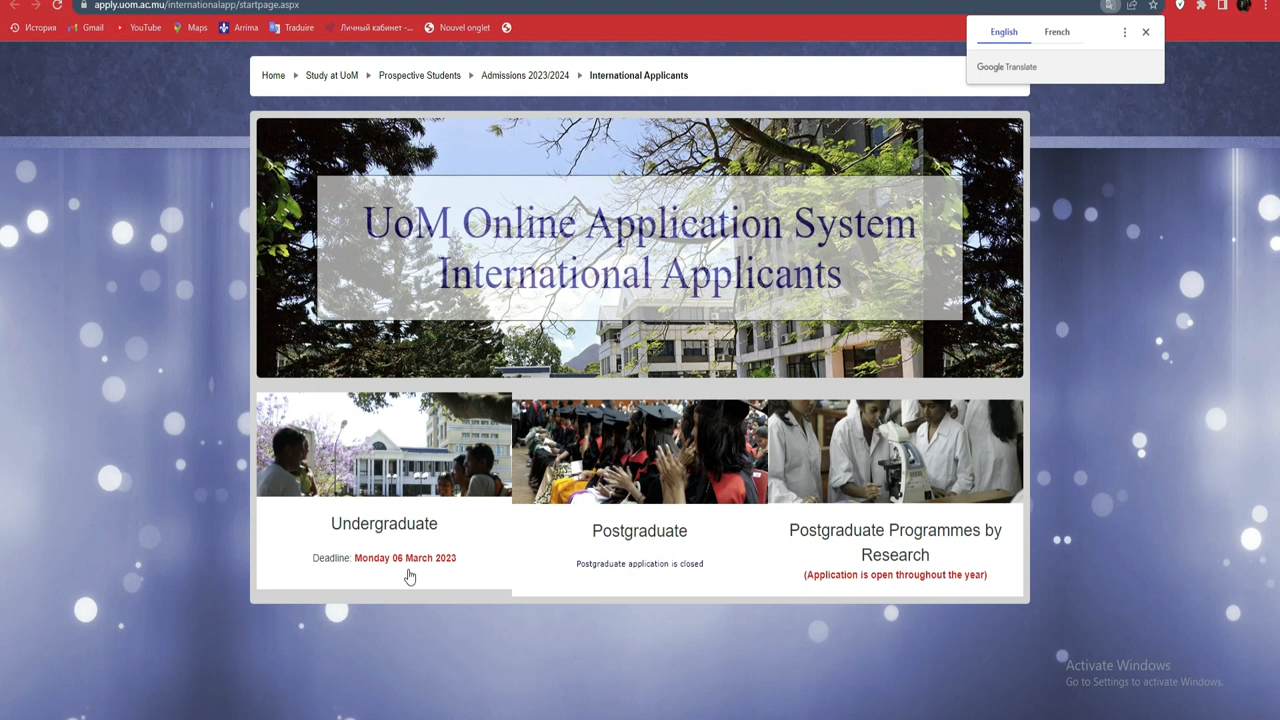 apply.uom.ac.mu/internationalapp/startpage.aspx
История Gmail YouTube Maps Arrima Traduire Личный кабинет -... Nouvel onglet
English French
Google Translate
Home Study at UoM Prospective Students Admissions 2023/2024 International Applicants
UoM Online Application System
International Applicants
Undergraduate
Deadline: Monday 06 March 2023
Postgraduate
Postgraduate application is closed
Postgraduate Programmes by
Research
(Application is open throughout the year)
Activate Windows
Go to Settings to activate Windows.